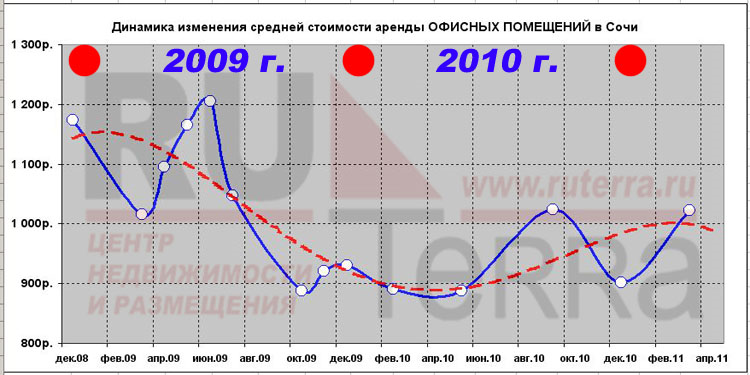 Динамика изменения средней стоимости аренды ОФИСНЫХ ПОМЕЩЕНИЙ в Сочи
1 300р.
2009 г.
2010 г.
1 200р.
RU
1 100р.
www.ruterra.ru
1 000р.
TeRRa
ЦЕНТР
НЕДВИЖИМОСТИ
И РАЗМЕЩЕНИЯ
900р.
800р.
дек.08 фев.09 апр.09 июн.09 авг.09 окт.09 дек.09 фев.10 апр.10 июн.10 авг.10 окт.10 дек.10 фев.11 апр.11